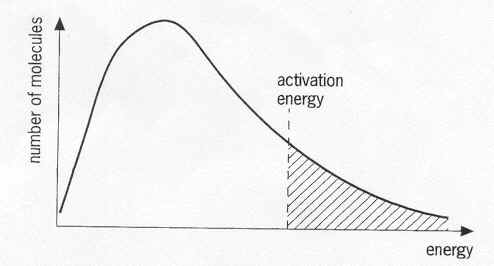 number of molecules
activation
energy
energy